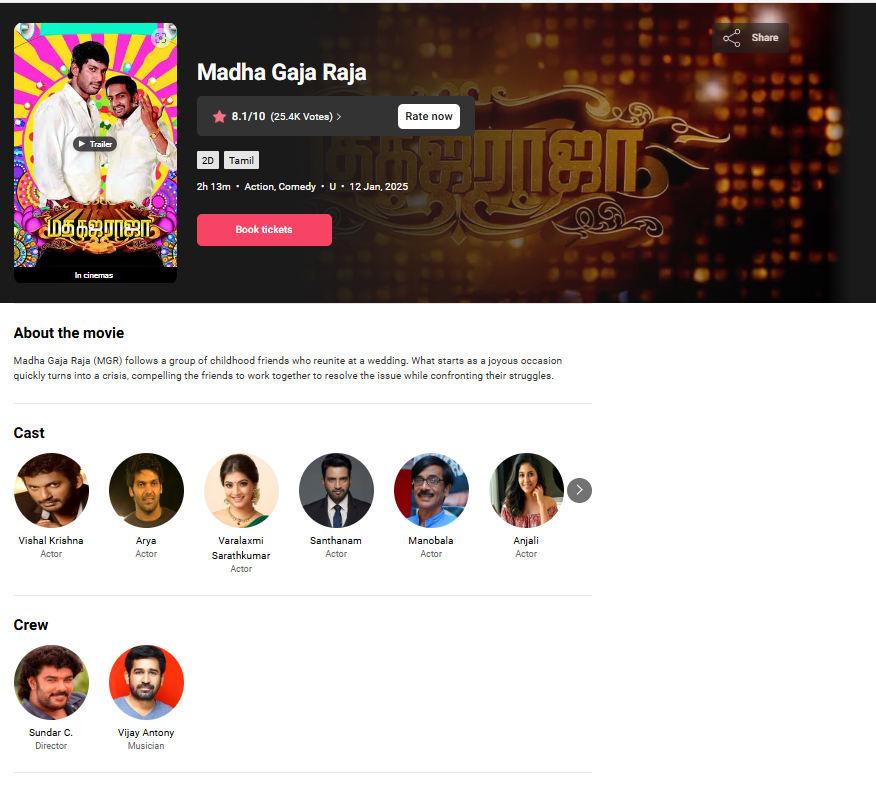 Share
Madha Gaja Raja
8.1/10 (25.4K Votes)
Rate now
Trailer
2D
Tamil
மதகஜராஜா
2h 13m • Action, Comedy • U • 12 Jan, 2025
மதகஜராஜா
Book tickets
In cinemas
About the movie
Madha Gaja Raja (MGR) follows a group of childhood friends who reunite at a wedding. What starts as a joyous occasion
quickly turns into a crisis, compelling the friends to work together to resolve the issue while confronting their struggles.
Cast
Vishal Krishna
Actor
Arya
Actor
Varalaxmi
Sarathkumar
Actor
Santhanam
Actor
Manobala
Actor
Anjali
Actor
Crew
Sundar C.
Director
Vijay Antony
Musician